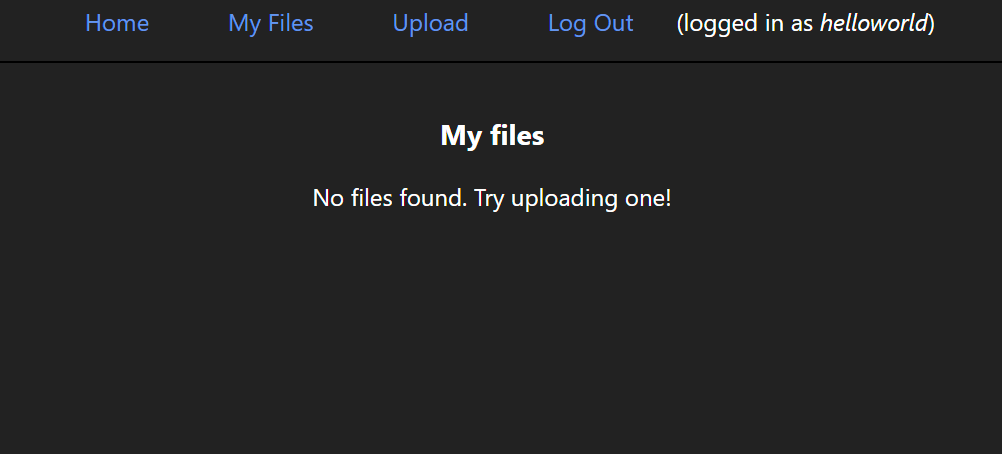 Home My Files Upload Log Out (logged in as helloworld)
My files
No files found. Try uploading one!